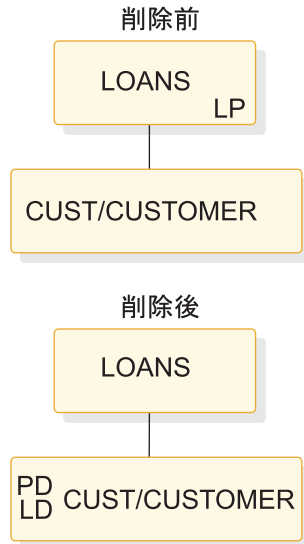 削除前
LOANS
LP
CUST/CUSTOMER
削除後
LOANS
PD
LD
CUST/CUSTOMER